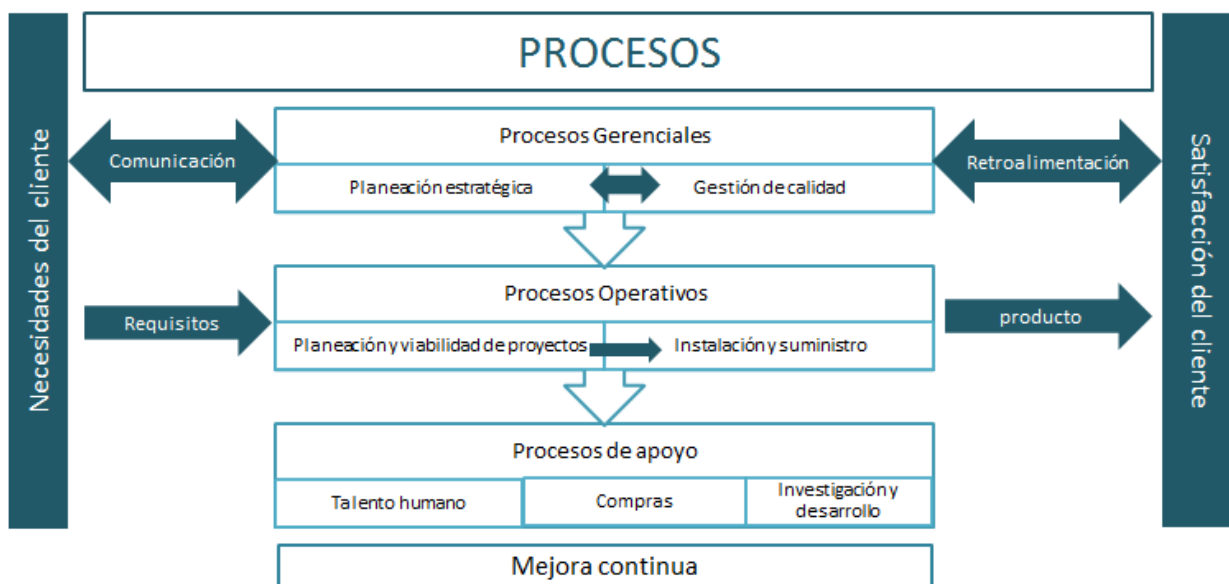 PROCESOS
Necesidades del cliente
Comunicación
Procesos Gerenciales
Planeación estratégica
Gestión de calidad
Retroalimentación
Satisfacción del cliente
Requisitos
Procesos Operativos
Planeación y viabilidad de proyectos
Instalación y suministro
producto
Procesos de apoyo
Talento humano
Compras
Investigación y
desarrollo
Mejora continua